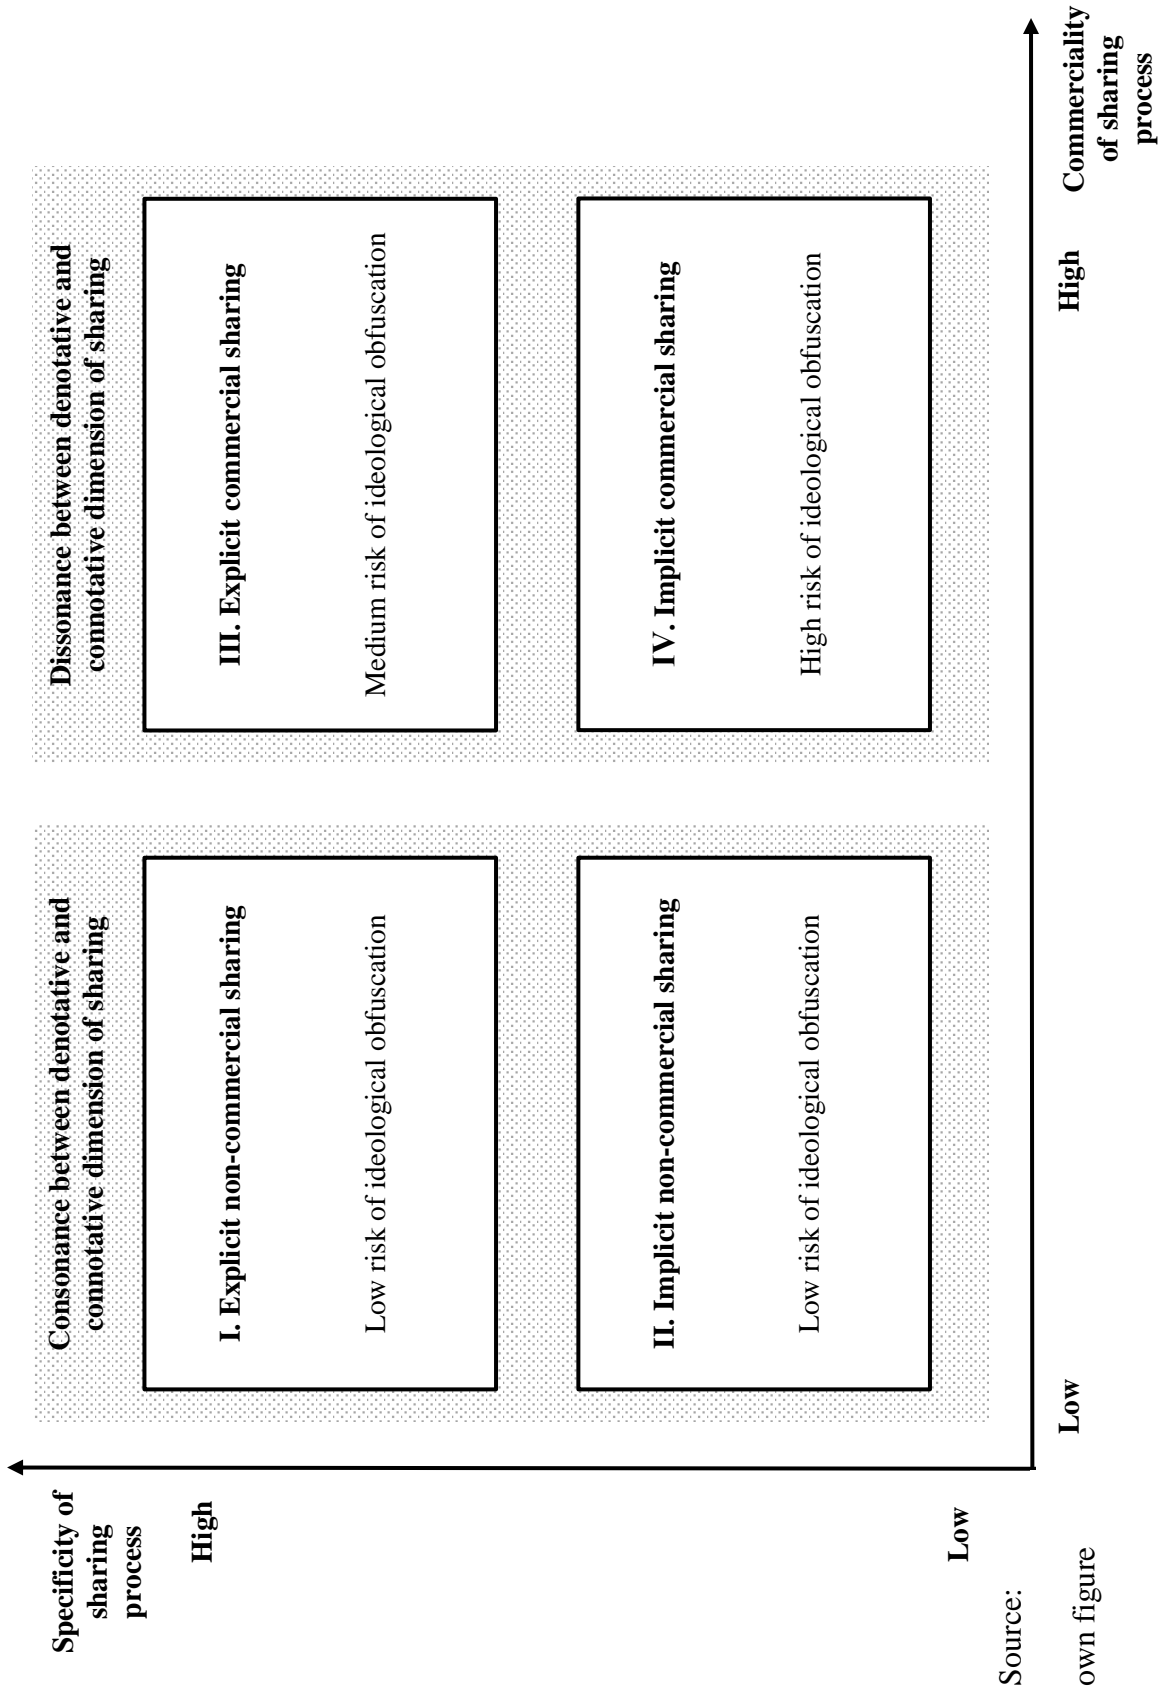 Specificity of
sharing
process
High
Low
Consonance between denotative and
connotative dimension of sharing
I. Explicit non-commercial sharing
Low risk of ideological obfuscation
II. Implicit non-commercial sharing
Low risk of ideological obfuscation
Dissonance between denotative and
connotative dimension of sharing
III. Explicit commercial sharing
Medium risk of ideological obfuscation
IV. Implicit commercial sharing
High risk of ideological obfuscation
Low
High
Commerciality
of sharing
process
Source:
own figure